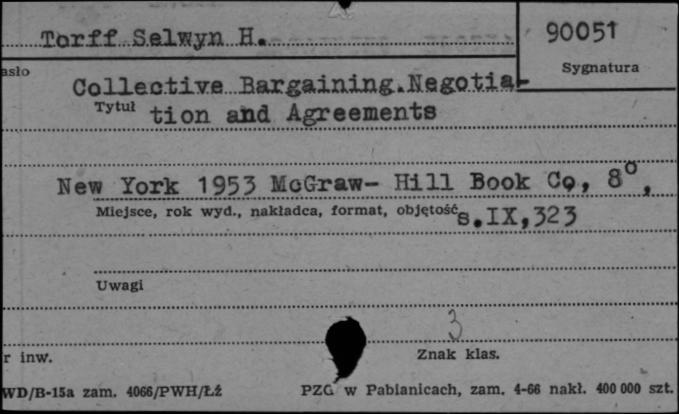 Torff Selwyn H.
90051
Sygnatura
asło
Collective Bargaining.Negotia-
Tytuł
tion and Agreements
New York 1953 McGraw- Hill Book Co, 8°,
Miejsce, rok wyd., nakładca, format, objętość
s.IX,323
Uwagi
3
r inw.
Znak klas.
WD/B-15a zam. 4066/PWH/Łź
PZG w Pabianicach, zam. 4-66 nakł. 400 000 szt.